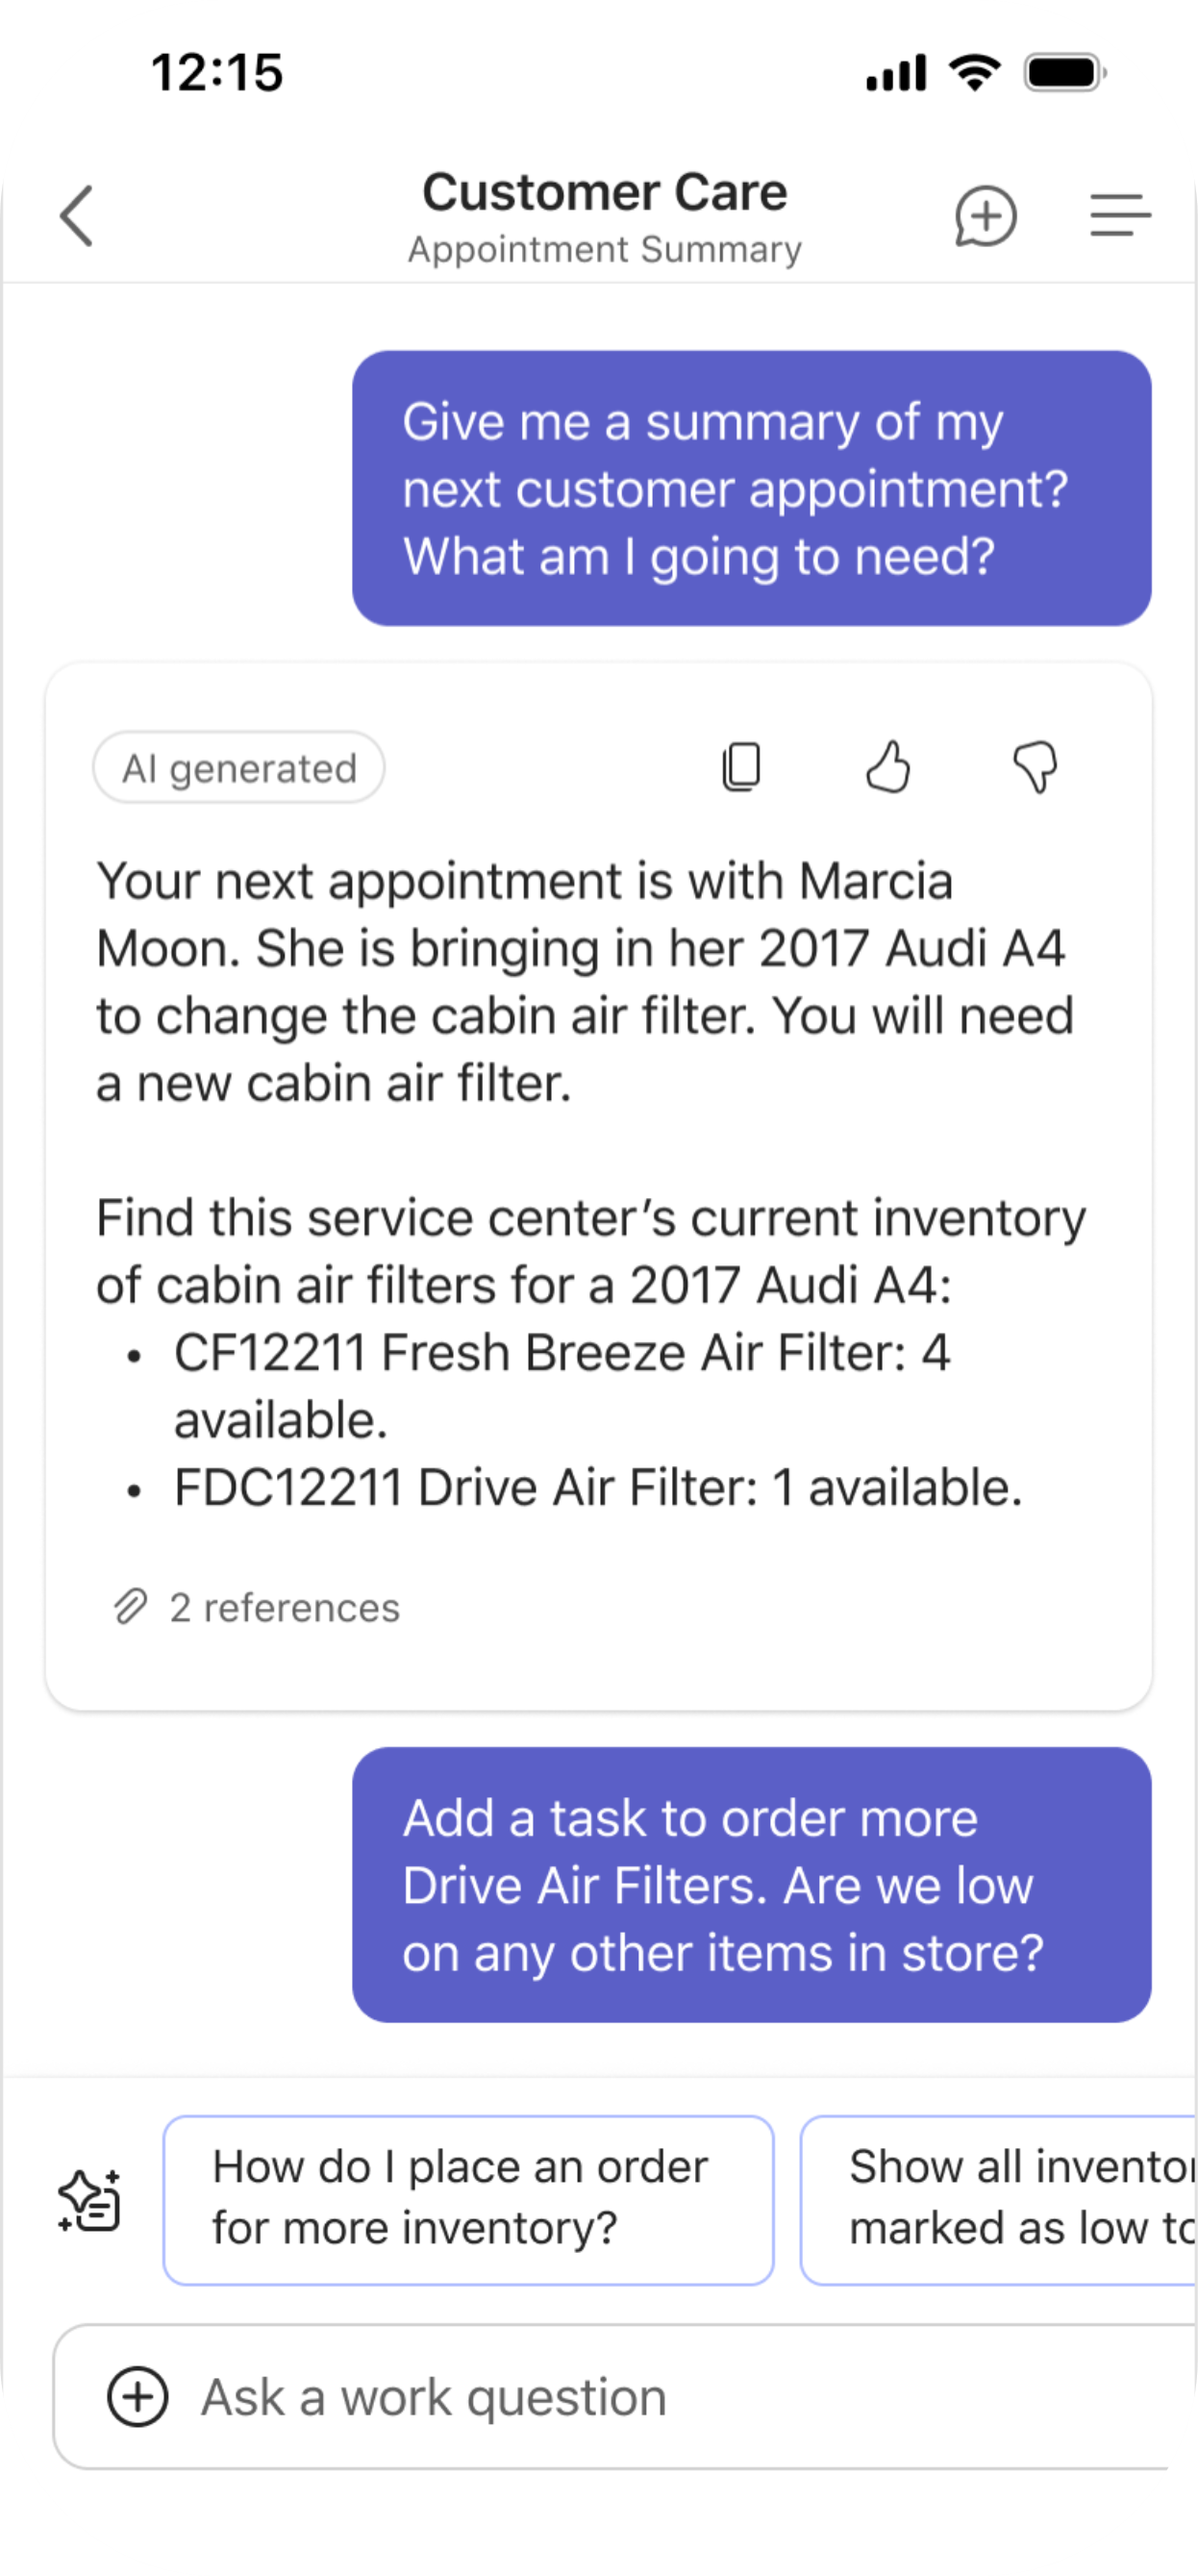 12:15
Customer Care
Appointment Summary
Give me a summary of my
next customer appointment?
What am I going to need?
AI generated
Your next appointment is with Marcia
Moon. She is bringing in her 2017 Audi A4
to change the cabin air filter. You will need
a new cabin air filter.
Find this service center’s current inventory
of cabin air filters for a 2017 Audi A4:
• CF12211 Fresh Breeze Air Filter: 4
available.
• FDC12211 Drive Air Filter: 1 available.
2 references
Add a task to order more
Drive Air Filters. Are we low
on any other items in store?
How do I place an order
for more inventory?
Show all
marked as low
Ask a work question